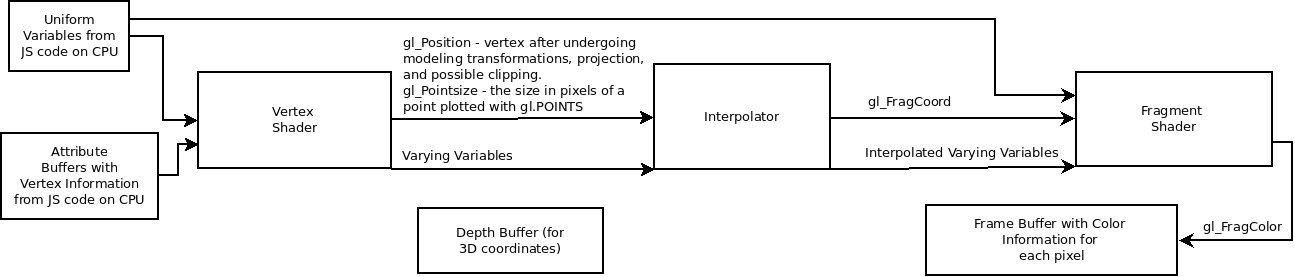 Uniform
Variables from
JS code on CPU
Attribute
Buffers with
Vertex Information
from JS code on CPU
Vertex
Shader
gl_Position - vertex after undergoing
modeling transformations, projection,
and possible clipping.
gl_Pointsize - the size in pixels of a
point plotted with gl.POINTS
Varying Variables
Interpolator
gl_FragCoord
Interpolated Varying Variables
Fragment
Shader
Depth Buffer (for
3D coordinates)
Frame Buffer with Color
Information for
each pixel
gl_FragColor